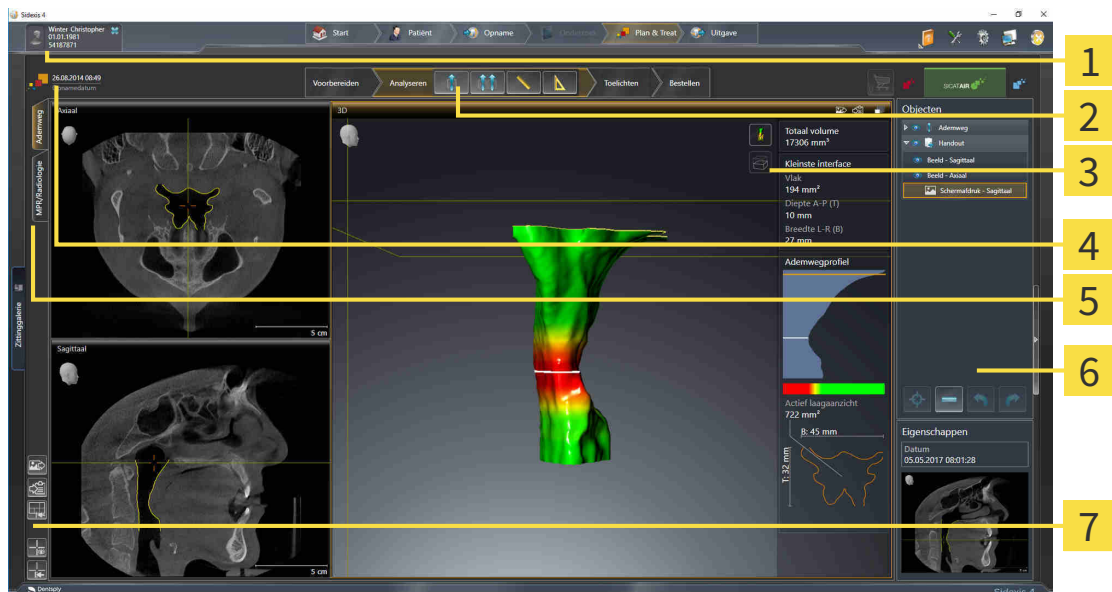 Sidexis 4
Winter Christopher
01.01.1981
54187871
Start
Patiënt
Opname
Plan & Treat
Uitgave
1
26.08.2014 08:49
Opnamedatum
Voorbereiden
Analyseren
Toelichten
Bestellen
SICATAIR
2
Ademweg
MPR/Radiologie
Zittinggalerie
Axiaal
5 cm
Sagittaal
5 cm
3D
Totaal volume
17306 mm³
Kleinste interface
Vlak
194 mm²
Diepte A-P (T)
10 mm
Breedte L-R (B)
27 mm
Ademwegprofiel
Actief laagaanzicht
722 mm²
B: 45 mm
T: 32 mm
Objecten
Ademweg
Handout
Beeld - Sagittaal
Beeld - Axiaal
Schermafdruk - Sagittaal
3
4
5
6
Eigenschappen
Datum
05.05.2017 08:01:28
7
Dentsply
Sidexis 4